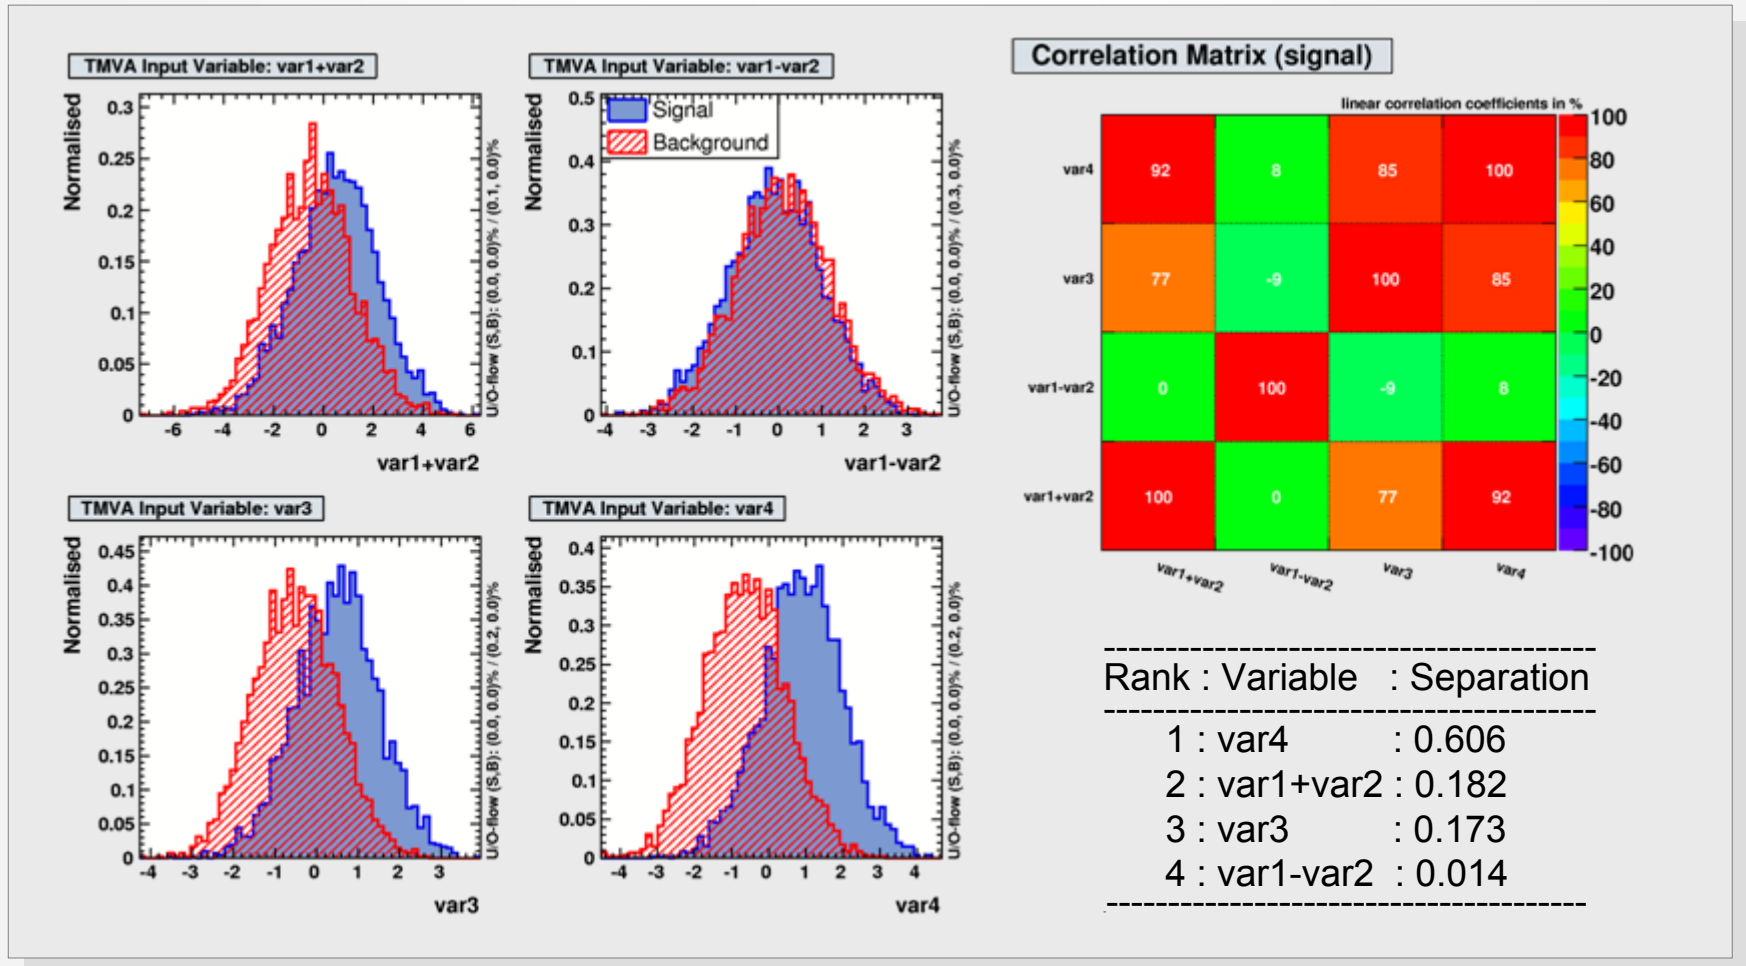 TMVA Input Variable: var1+var2
Normalised
0.3
0.25
0.2
0.15
0.1
0.05
0
-6 -4 -2 0 2 4 6
var1+var2
U/O-flow (S,B): (0.0, 0.0)% / (0.1, 0.0)%
TMVA Input Variable: var1-var2
Normalised
Signal
Background
0.5
0.4
0.3
0.2
0.1
0
-4 -3 -2 -1 0 1 2 3
var1-var2
U/O-flow (S,B): (0.0, 0.0)% / (0.3, 0.0)%
TMVA Input Variable: var3
Normalised
0.45
0.4
0.35
0.3
0.25
0.2
0.15
0.1
0.05
0
-4 -3 -2 -1 0 1 2 3
var3
U/O-flow (S,B): (0.0, 0.0)% / (0.2, 0.0)%
TMVA Input Variable: var4
Normalised
0.4
0.35
0.3
0.25
0.2
0.15
0.1
0.05
0
-4 -3 -2 -1 0 1 2 3 4
var4
U/O-flow (S,B): (0.0, 0.0)% / (0.2, 0.0)%
Correlation Matrix (signal)
linear correlation coefficients in %
var4 92 8 85 100
var3 77 -9 100 85
var1-var2 0 100 -9 8
var1+var2 100 0 77 92
var1+var2 var1-var2 var3 var4
100
80
60
40
20
0
-20
-40
-60
-80
-100
----------------------------------------
Rank : Variable : Separation
----------------------------------------
1 : var4 : 0.606
2 : var1+var2 : 0.182
3 : var3 : 0.173
4 : var1-var2 : 0.014
---------------------------------------